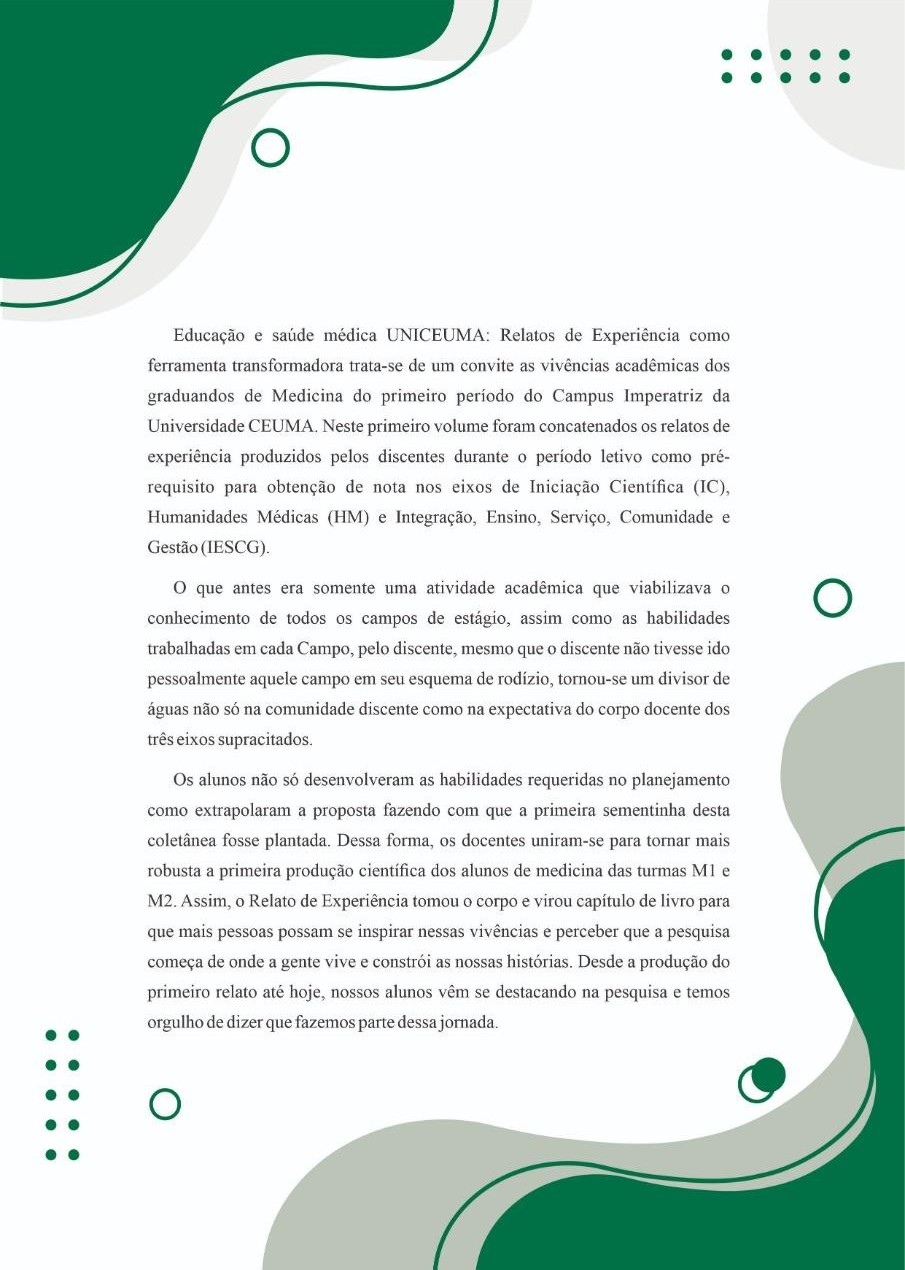 Educação e saúde médica UNICEUMA: Relatos de Experiência como
ferramenta transformadora trata-se de um convite as vivências acadêmicas dos
graduandos de Medicina do primeiro período do Campus Imperatriz da
Universidade CEUMA. Neste primeiro volume foram concatenados os relatos de
experiência produzidos pelos discentes durante o período letivo como pré-
requisito para obtenção de nota nos eixos de Iniciação Científica (IC),
Humanidades Médicas (HM) e Integração, Ensino, Serviço, Comunidade e
Gestão (IESCG).
O que antes era somente uma atividade acadêmica que viabilizava o
conhecimento de todos os campos de estágio, assim como as habilidades
trabalhadas em cada Campo, pelo discente, mesmo que o discente não tivesse ido
pessoalmente aquele campo em seu esquema de rodízio, tornou-se um divisor de
águas não só na comunidade discente como na expectativa do corpo docente dos
três eixos supracitados.
Os alunos não só desenvolveram as habilidades requeridas no planejamento
como extrapolaram a proposta fazendo com que a primeira sementinha desta
coletânea fosse plantada. Dessa forma, os docentes uniram-se para tornar mais
robusta a primeira produção científica dos alunos de medicina das turmas M1 e
M2. Assim, o Relato de Experiência tomou o corpo e virou capítulo de livro para
que mais pessoas possam se inspirar nessas vivências e perceber que a pesquisa
começa de onde a gente vive e constrói as nossas histórias. Desde a produção do
primeiro relato até hoje, nossos alunos vêm se destacando na pesquisa e temos
orgulho de dizer que fazemos parte dessa jornada.